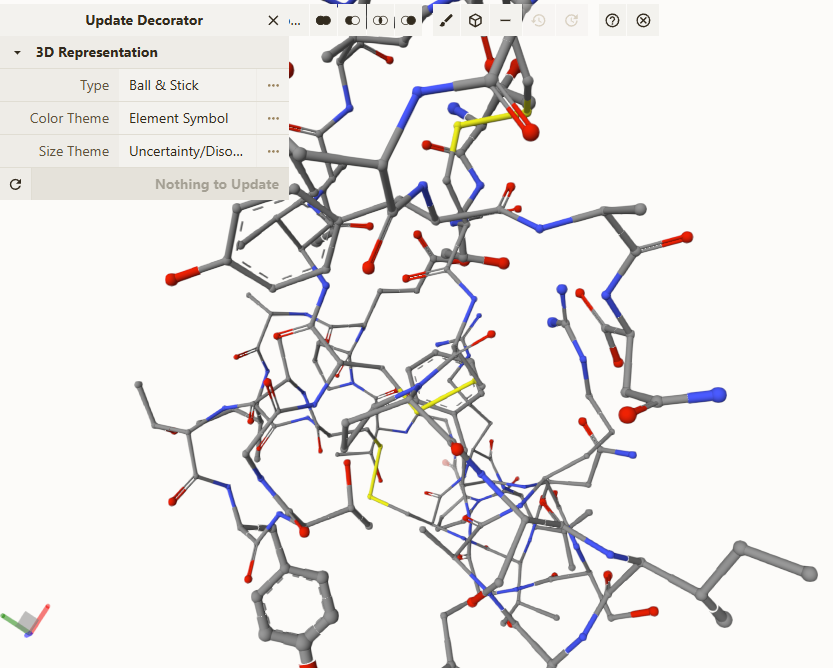 Update Decorator
...
3D Representation
Type Ball & Stick ...
Color Theme Element Symbol ...
Size Theme Uncertainty/Diso... ...
Nothing to Update